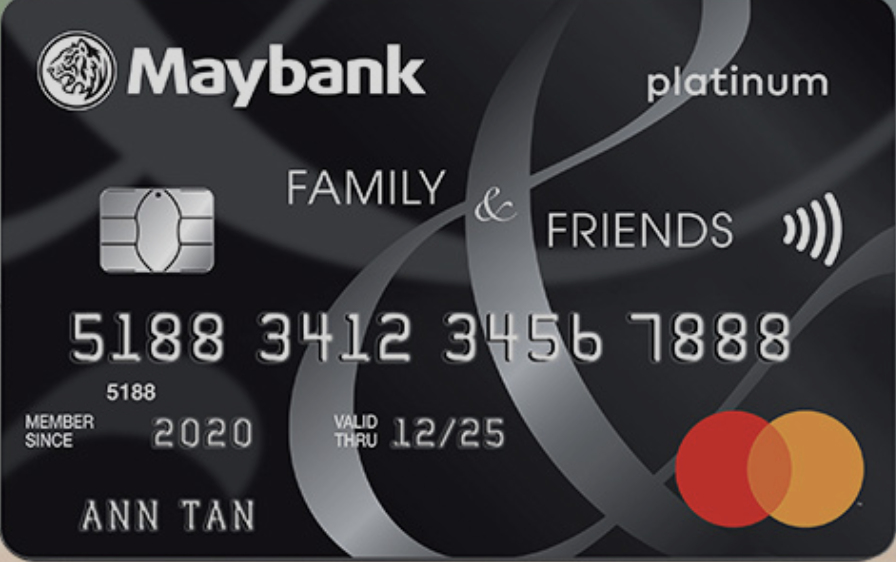 Maybank
platinum
FAMILY
&
FRIENDS
5188 3412 3456 7888
5188
MEMBER SINCE 2020 VALID THRU 12/25
ANN TAN